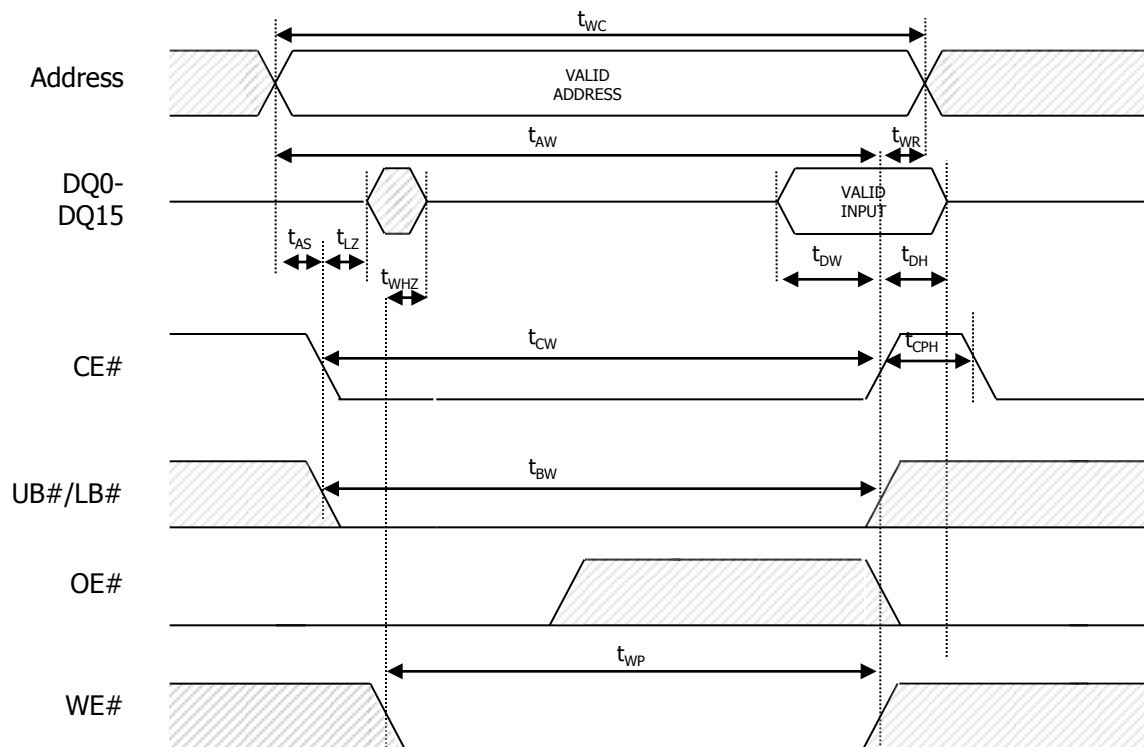 tWC
Address
VALID
ADDRESS
tAW
tWR
DQ0-
DQ15
VALID
INPUT
tAS
tLZ
tDW
tDH
tWHZ
tCW
tCPH
CE#
tBW
UB#/LB#
OE#
tWP
WE#